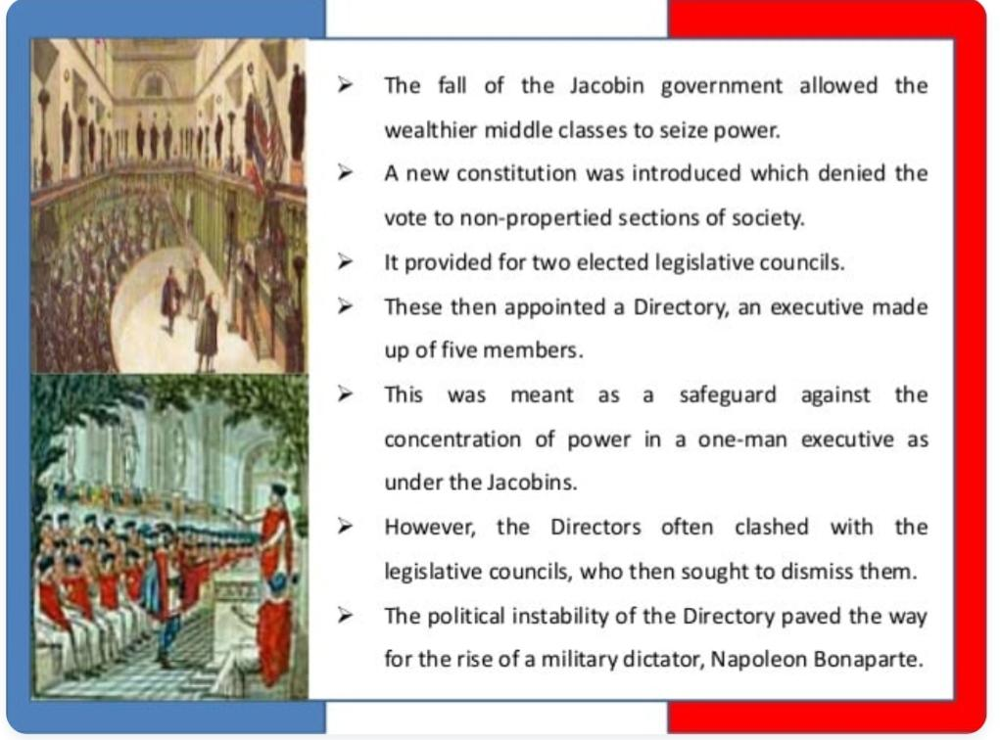 ➢ The fall of the Jacobin government allowed the
wealthier middle classes to seize power.
➢ A new constitution was introduced which denied the
vote to non-propertied sections of society.
➢ It provided for two elected legislative councils.
➢ These then appointed a Directory, an executive made
up of five members.
➢ This was meant as a safeguard against the
concentration of power in a one-man executive as
under the Jacobins.
➢ However, the Directors often clashed with the
legislative councils, who then sought to dismiss them.
➢ The political instability of the Directory paved the way
for the rise of a military dictator, Napoleon Bonaparte.